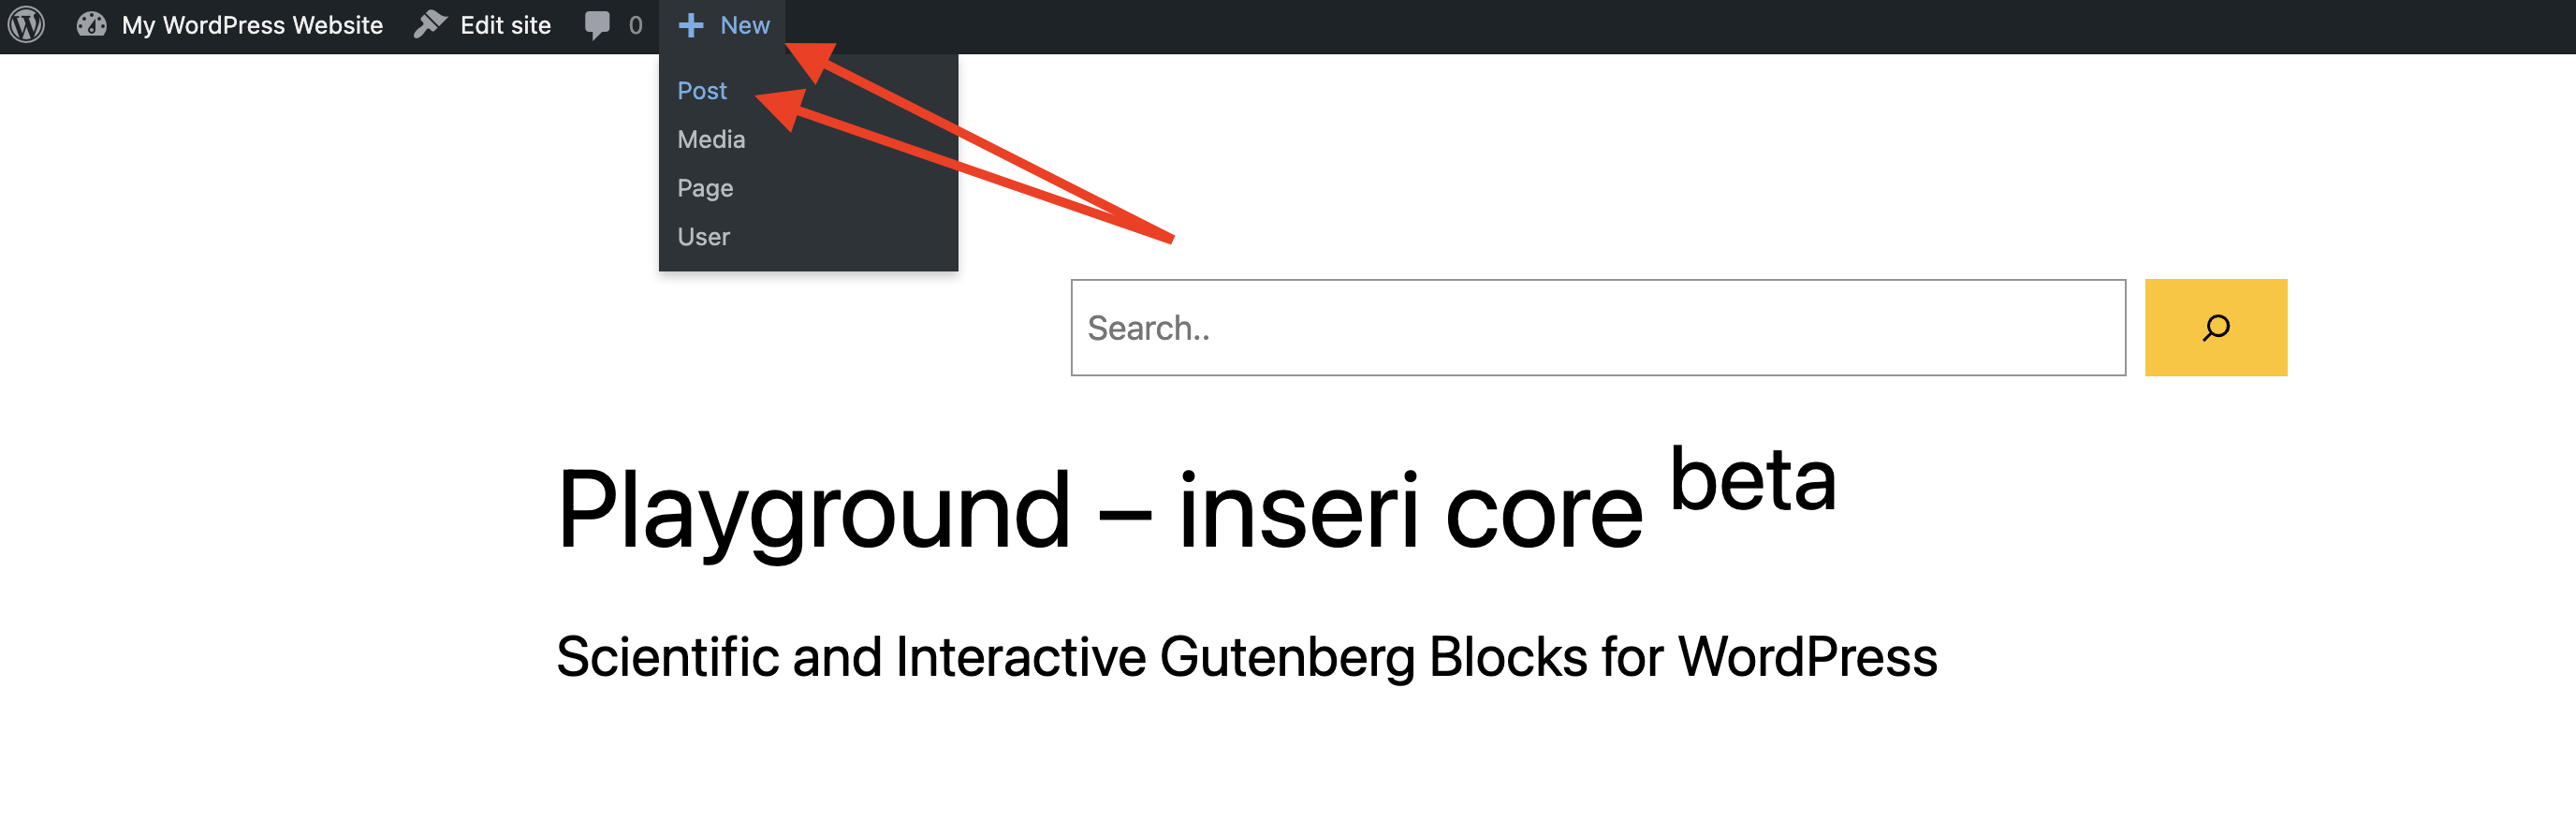 My WordPress Website Edit site 0 + New
Post
Media
Page
User
Search..
Playground – inseri core beta
Scientific and Interactive Gutenberg Blocks for WordPress